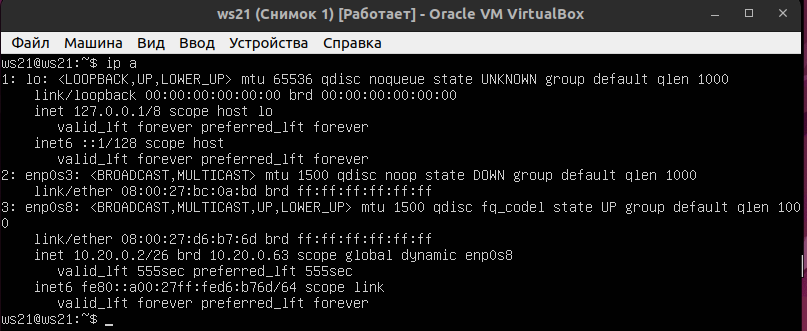 ws21 (Снимок 1) [Работает] - Oracle VM VirtualBox
Файл Машина Вид Ввод Устройства Справка
ws21@ws21:~$ ip a
1: lo: <LOOPBACK,UP,LOWER_UP> mtu 65536 qdisc noqueue state UNKNOWN group default qlen 1000
    link/loopback 00:00:00:00:00:00 brd 00:00:00:00:00:00
    inet 127.0.0.1/8 scope host lo
       valid_lft forever preferred_lft forever
    inet6 ::1/128 scope host
       valid_lft forever preferred_lft forever
2: enp0s3: <BROADCAST,MULTICAST> mtu 1500 qdisc noop state DOWN group default qlen 1000
    link/ether 08:00:27:bc:0a:bd brd ff:ff:ff:ff:ff:ff
3: enp0s8: <BROADCAST,MULTICAST,UP,LOWER_UP> mtu 1500 qdisc fq_codel state UP group default qlen 100
0
    link/ether 08:00:27:d6:b7:6d brd ff:ff:ff:ff:ff:ff
    inet 10.20.0.2/26 brd 10.20.0.63 scope global dynamic enp0s8
       valid_lft 555sec preferred_lft 555sec
    inet6 fe80::a00:27ff:fed6:b76d/64 scope link
       valid_lft forever preferred_lft forever
ws21@ws21:~$ _